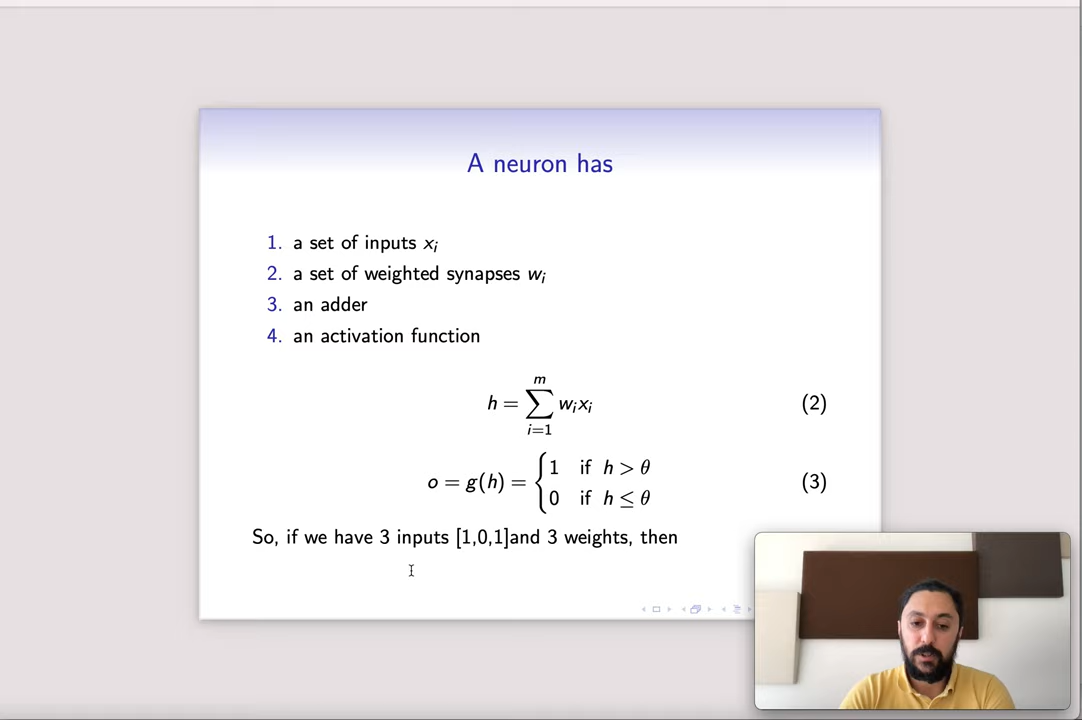 A neuron has
1. a set of inputs xᵢ
2. a set of weighted synapses wᵢ
3. an adder
4. an activation function
h = ∑ᵢ₌₁ᵐ wᵢxᵢ (2)
o = g(h) = { 1 if h > θ
0 if h ≤ θ (3)
So, if we have 3 inputs [1,0,1]and 3 weights, then